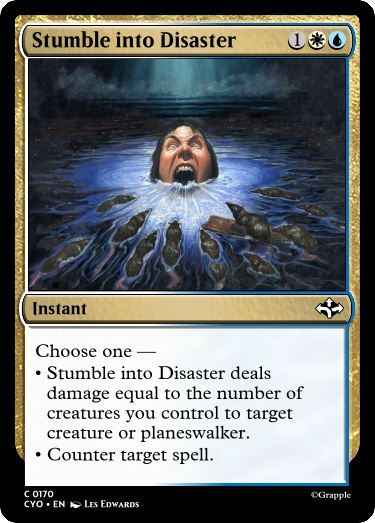 Stumble into Disaster 1
Instant
Choose one —
• Stumble into Disaster deals
damage equal to the number of
creatures you control to target
creature or planeswalker.
• Counter target spell.
C 0170
©Grapple
CYO • EN Les Edwards